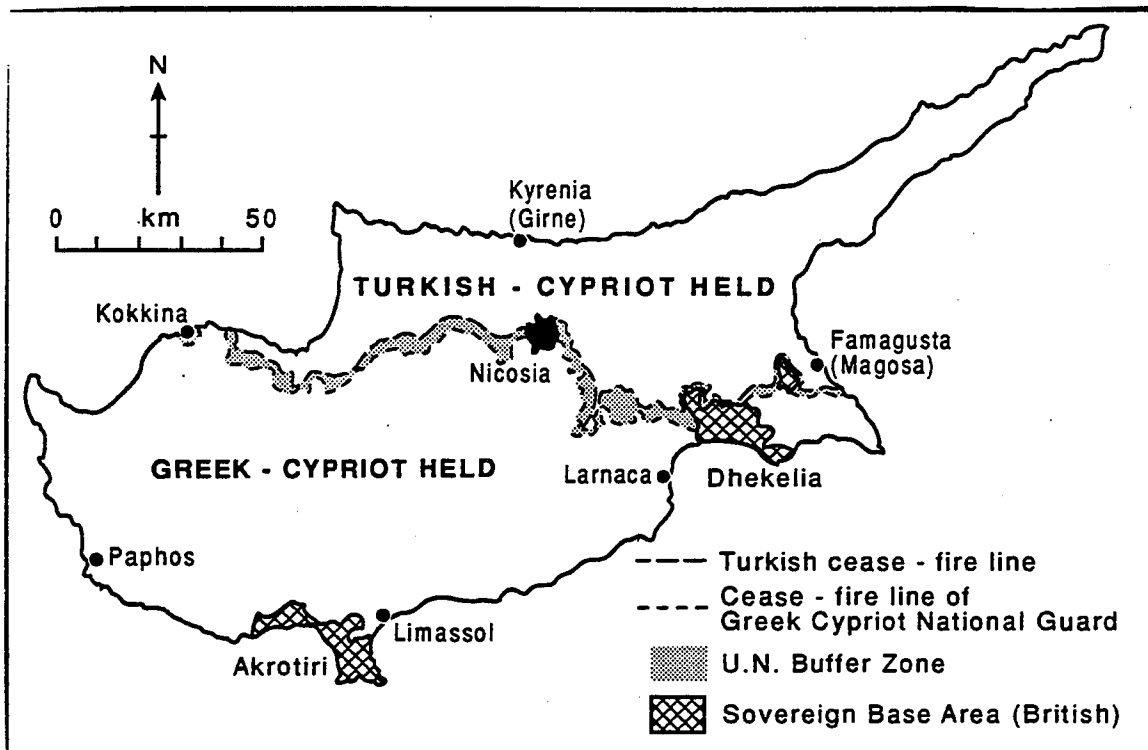 N
0 km 50
Kyrenia
(Girne)
TURKISH - CYPRIOT HELD
Kokkina
Nicosia
Famagusta
(Magosa)
GREEK - CYPRIOT HELD
Larnaca
Dhekelia
Paphos
Limassol
Akrotiri
Turkish cease - fire line
Cease - fire line of
Greek Cypriot National Guard
U.N. Buffer Zone
Sovereign Base Area (British)